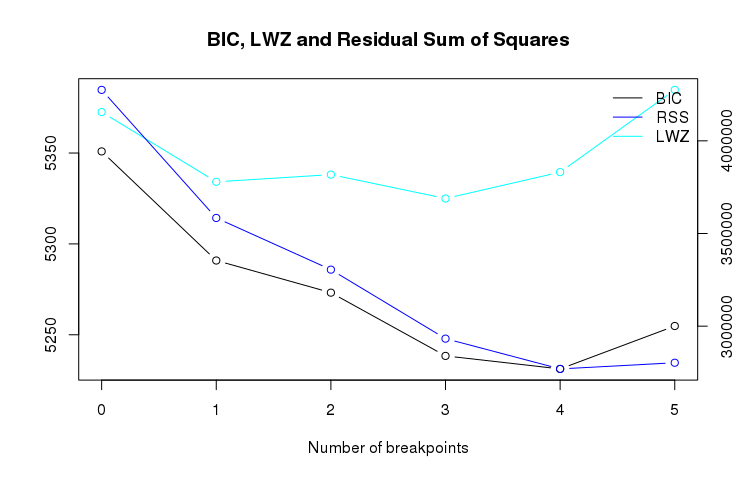 BIC, LWZ and Residual Sum of Squares
BIC
RSS
LWZ
5350
5300
5250
4000000
3500000
3000000
0 1 2 3 4 5
Number of breakpoints